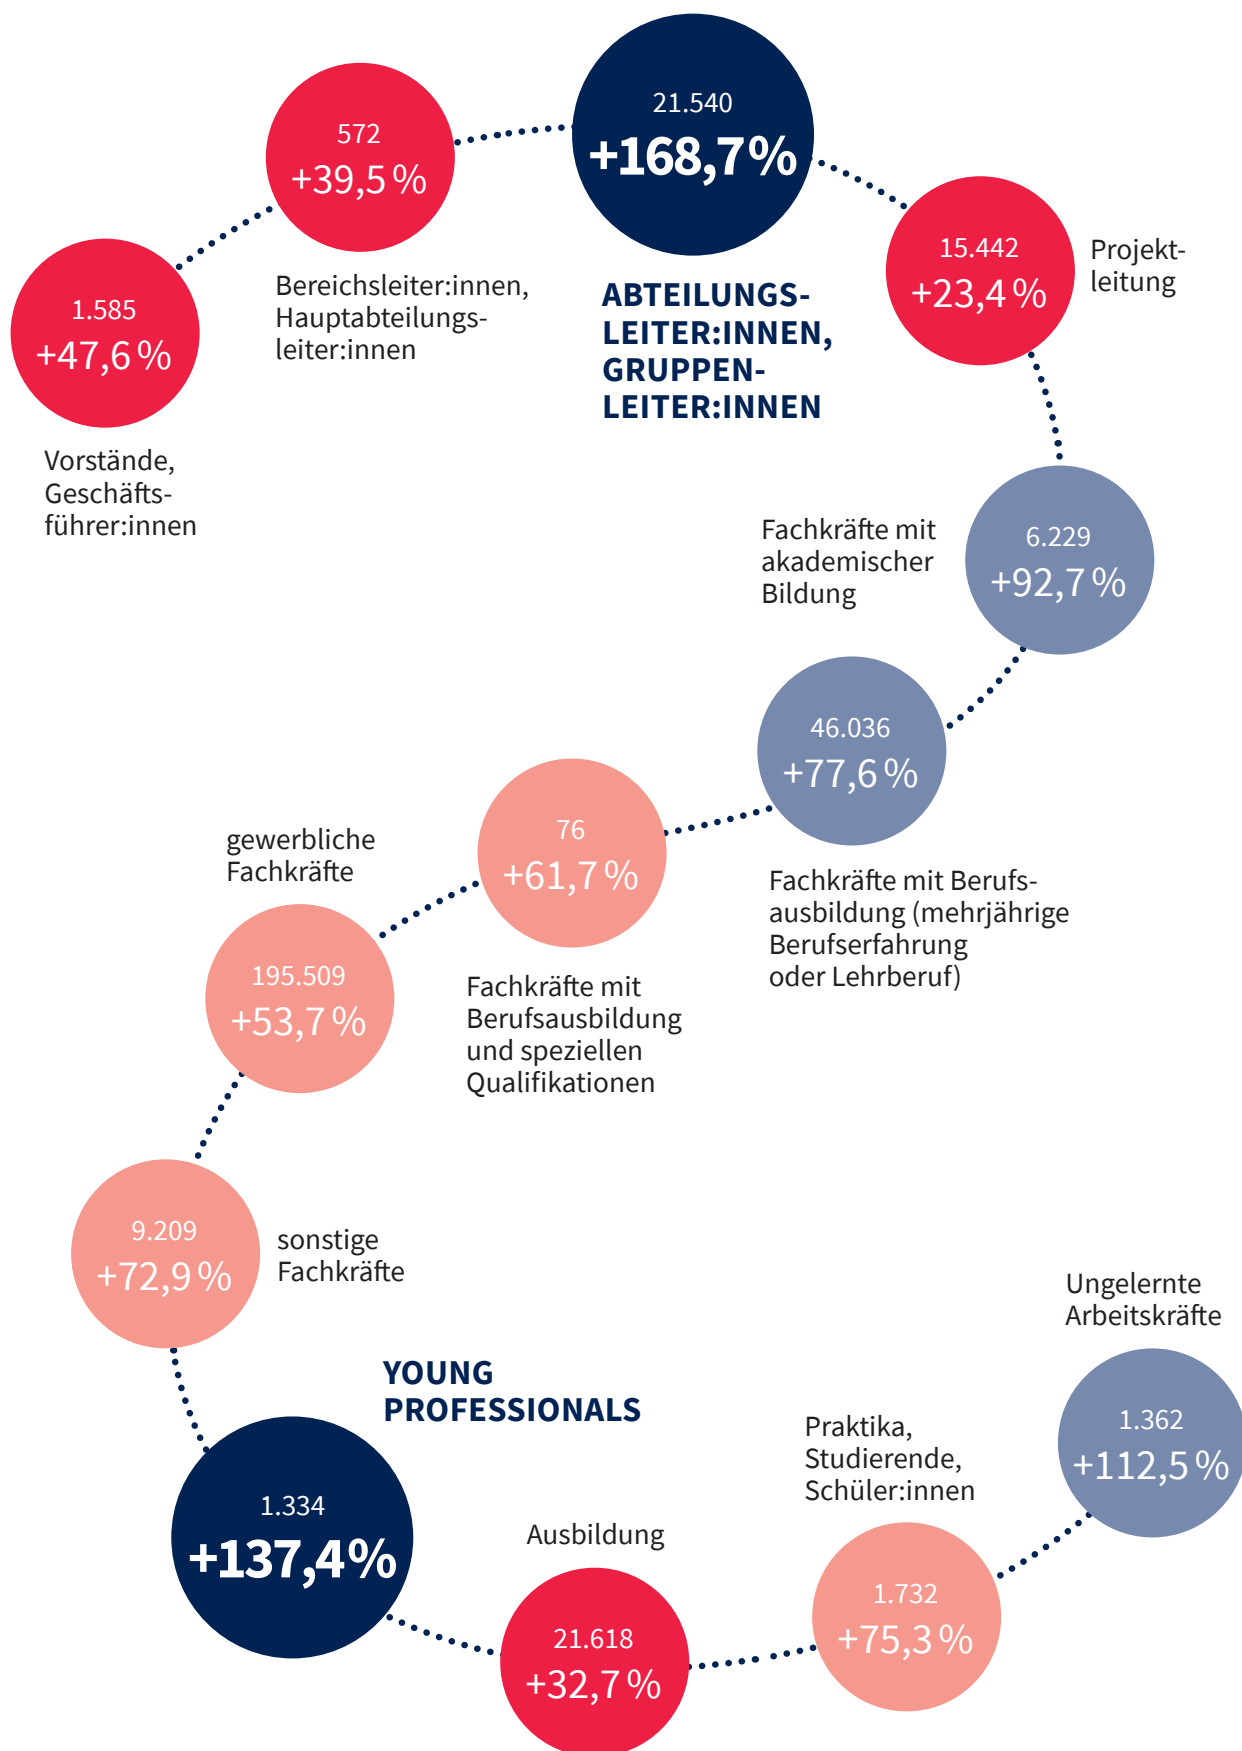 21.540
+168,7 %
ABTEILUNGS-
LEITER:INNEN,
GRUPPEN-
LEITER:INNEN
572
+39,5 %
Bereichsleiter:innen,
Hauptabteilungs-
leiter:innen
1.585
+47,6 %
Vorstände,
Geschäfts-
führer:innen
15.442
+23,4 %
Projekt-
leitung
Fachkräfte mit
akademischer
Bildung
6.229
+92,7 %
46.036
+77,6 %
Fachkräfte mit Berufs-
ausbildung (mehrjährige
Berufserfahrung
oder Lehrberuf)
76
+61,7 %
Fachkräfte mit
Berufsausbildung
und speziellen
Qualifikationen
gewerbliche
Fachkräfte
195.509
+53,7 %
9.209
+72,9 %
sonstige
Fachkräfte
YOUNG
PROFESSIONALS
1.334
+137,4 %
Ausbildung
21.618
+32,7 %
Praktika,
Studierende,
Schüler:innen
1.732
+75,3 %
Ungelernte
Arbeitskräfte
1.362
+112,5 %